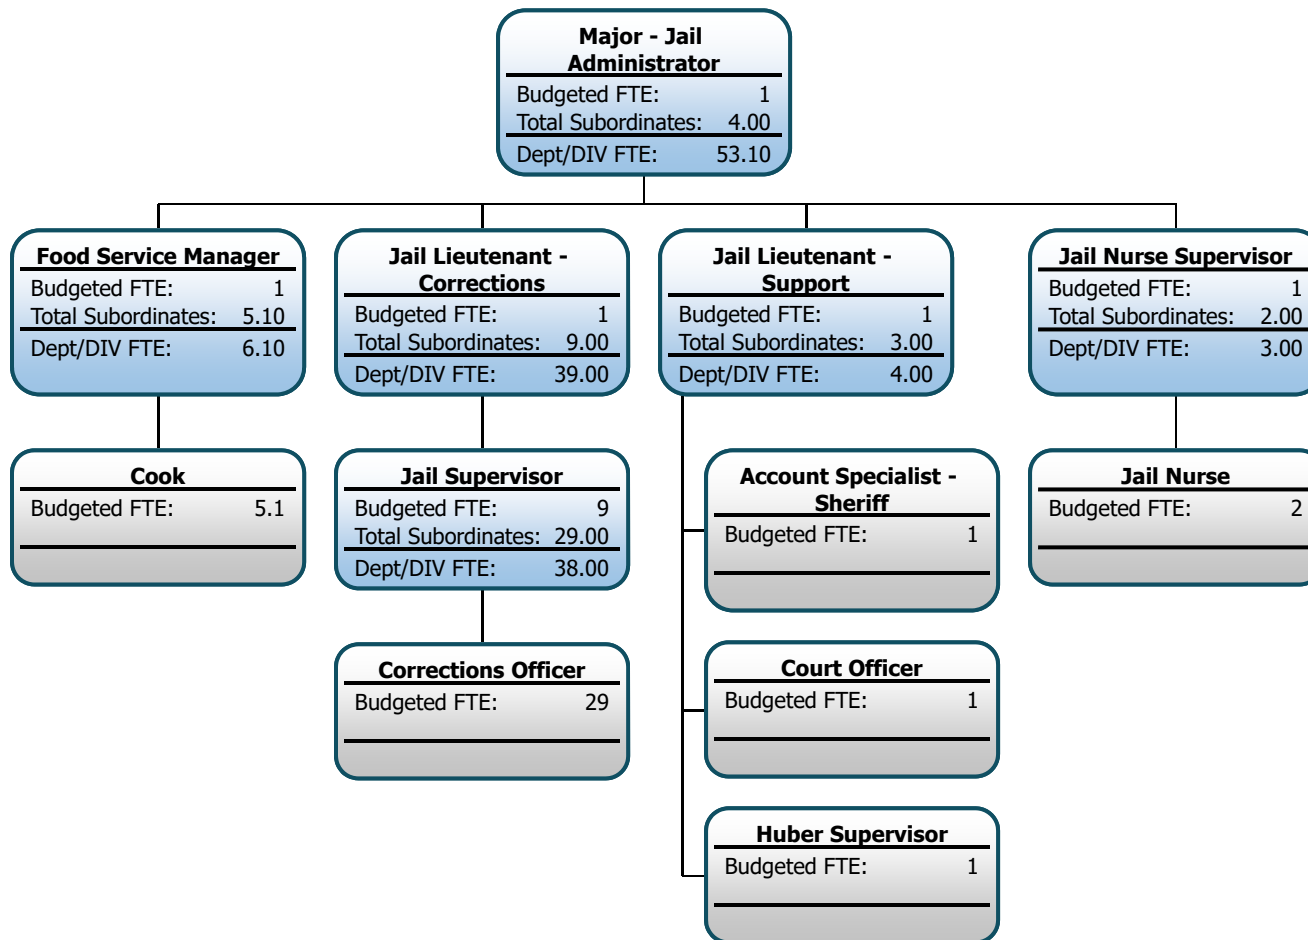 Major - Jail
Administrator
Budgeted FTE: 1
Total Subordinates: 4.00
Dept/DIV FTE: 53.10
Food Service Manager
Budgeted FTE: 1
Total Subordinates: 5.10
Dept/DIV FTE: 6.10
Jail Lieutenant -
Corrections
Budgeted FTE: 1
Total Subordinates: 9.00
Dept/DIV FTE: 39.00
Jail Lieutenant -
Support
Budgeted FTE: 1
Total Subordinates: 3.00
Dept/DIV FTE: 4.00
Jail Nurse Supervisor
Budgeted FTE: 1
Total Subordinates: 2.00
Dept/DIV FTE: 3.00
Cook
Budgeted FTE: 5.1
Jail Supervisor
Budgeted FTE: 9
Total Subordinates: 29.00
Dept/DIV FTE: 38.00
Account Specialist -
Sheriff
Budgeted FTE: 1
Jail Nurse
Budgeted FTE: 2
Corrections Officer
Budgeted FTE: 29
Court Officer
Budgeted FTE: 1
Huber Supervisor
Budgeted FTE: 1